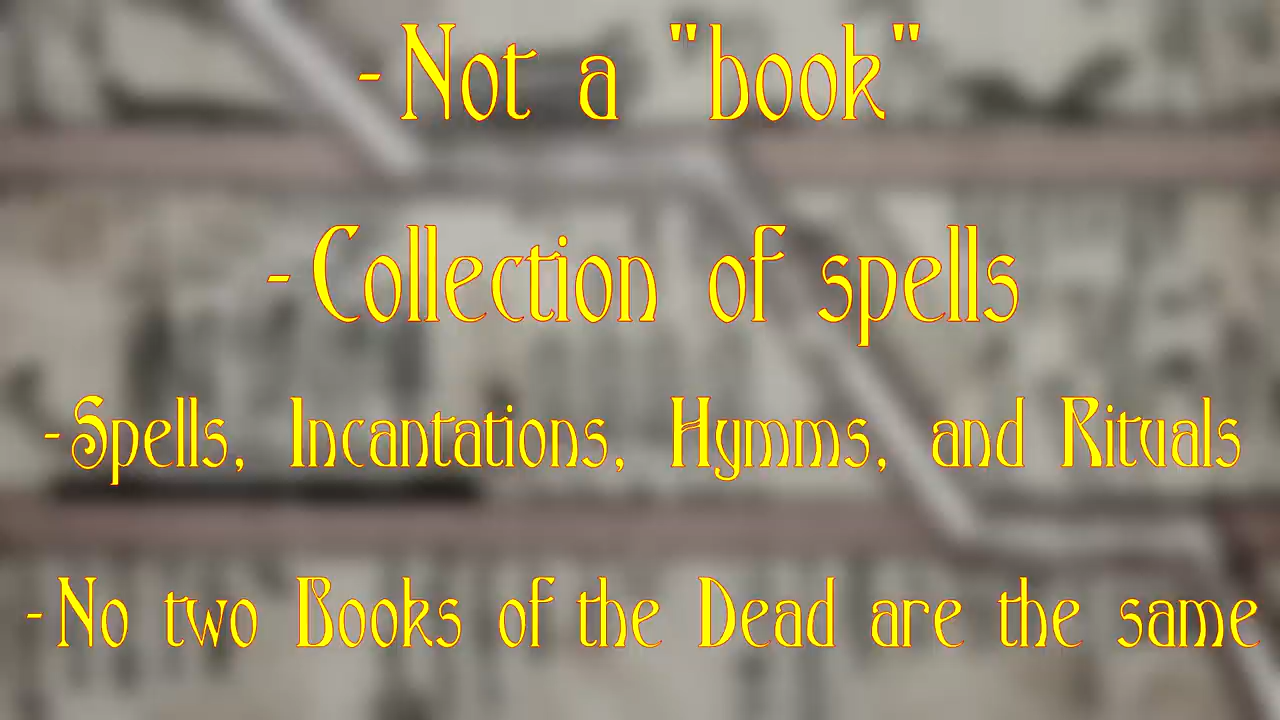 -Not a "book"
-Collection of spells
-Spells, Incantations, Hymms, and Rituals
-No two Books of the Dead are the same